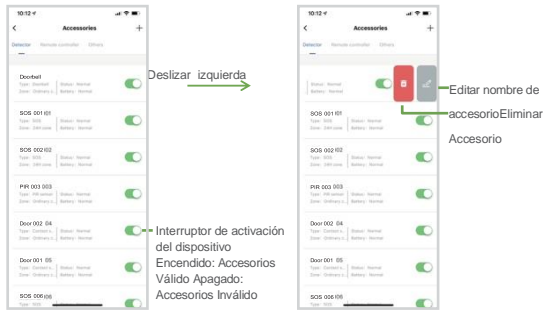 10:12
Accessories
Detector Remote controller Others
Doorbell
Type: Doorbell Status: Normal
Zone: Ordinary z... Battery: Normal
SOS 001 01
Type: SOS Status: Normal
Zone: 24H zone Battery: Normal
SOS 002 02
Type: SOS Status: Normal
Zone: 24H zone Battery: Normal
PIR 003 003
Type: PIR sensor Status: Normal
Zone: Ordinary z... Battery: Normal
Door 002 04
Type: Contact s... Status: Normal
Zone: Ordinary z... Battery: Normal
Door 001 05
Type: Contact s... Status: Normal
Zone: Ordinary z... Battery: Normal
SOS 006 06
Type: SOS
Deslizar izquierda
Interruptor de activación
del dispositivo
Encendido: Accesorios
Válido Apagado:
Accesorios Inválido
10:12
Accessories
Detector Remote controller Others
Status: Normal
Battery: Normal
SOS 001 01
Type: SOS Status: Normal
Zone: 24H zone Battery: Normal
SOS 002 02
Type: SOS Status: Normal
Zone: 24H zone Battery: Normal
PIR 003 003
Type: PIR sensor Status: Normal
Zone: Ordinary z... Battery: Normal
Door 002 04
Type: Contact s... Status: Normal
Zone: Ordinary z... Battery: Normal
Door 001 05
Type: Contact s... Status: Normal
Zone: Ordinary z... Battery: Normal
SOS 006 06
Editar nombre de
accesorioEliminar
Accesorio